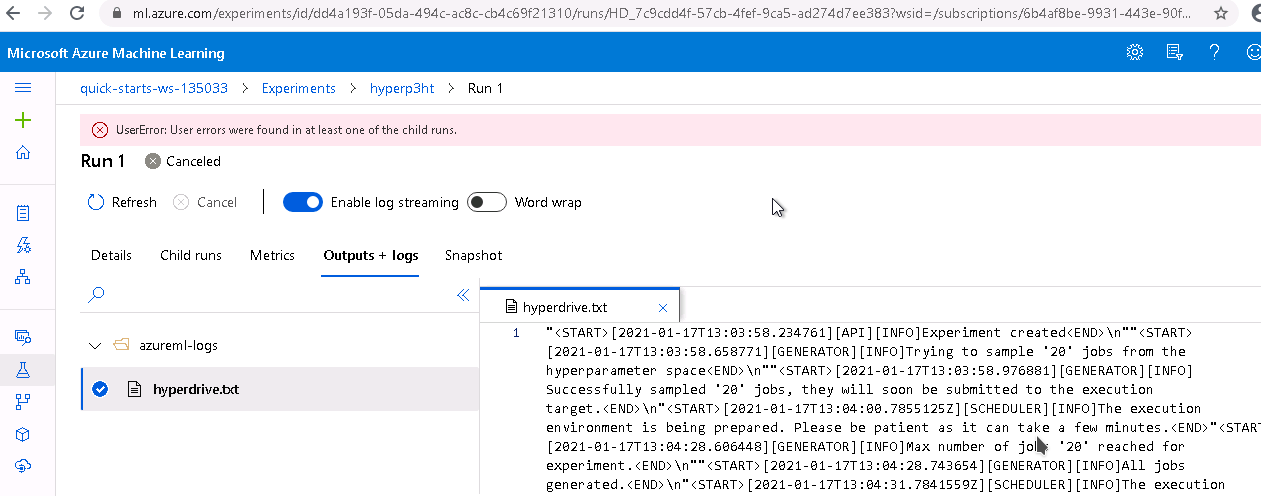 ml.azure.com/experiments/id/dd4a193f-05da-494c-ac8c-cb4c69f21310/runs/HD_7c9cdd4f-57cb-4fef-9ca5-ad274d7ee383?wsid=/subscriptions/6b4af8be-9931-443e-90f...
Microsoft Azure Machine Learning
quick-starts-ws-135033 > Experiments > hyperp3ht > Run 1
UserError: User errors were found in at least one of the child runs.
Run 1 Canceled
Refresh Cancel Enable log streaming Word wrap
Details Child runs Metrics Outputs + logs Snapshot
azureml-logs
hyperdrive.txt
hyperdrive.txt
1 "<START>[2021-01-17T13:03:58.234761][API][INFO]Experiment created<END>\n""<START>
[2021-01-17T13:03:58.658771][GENERATOR][INFO]Trying to sample '20' jobs from the
hyperparameter space<END>\n""<START>[2021-01-17T13:03:58.976881][GENERATOR][INFO]
Successfully sampled '20' jobs, they will soon be submitted to the execution
target.<END>\n"<START>[2021-01-17T13:04:00.7855125Z][SCHEDULER][INFO]The execution
environment is being prepared. Please be patient as it can take a few minutes.<END>"<START
[2021-01-17T13:04:28.606448][GENERATOR][INFO]Max number of jobs '20' reached for
experiment.<END>\n""<START>[2021-01-17T13:04:28.743654][GENERATOR][INFO]All jobs
generated.<END>\n"<START>[2021-01-17T13:04:31.7841559Z][SCHEDULER][INFO]The execution